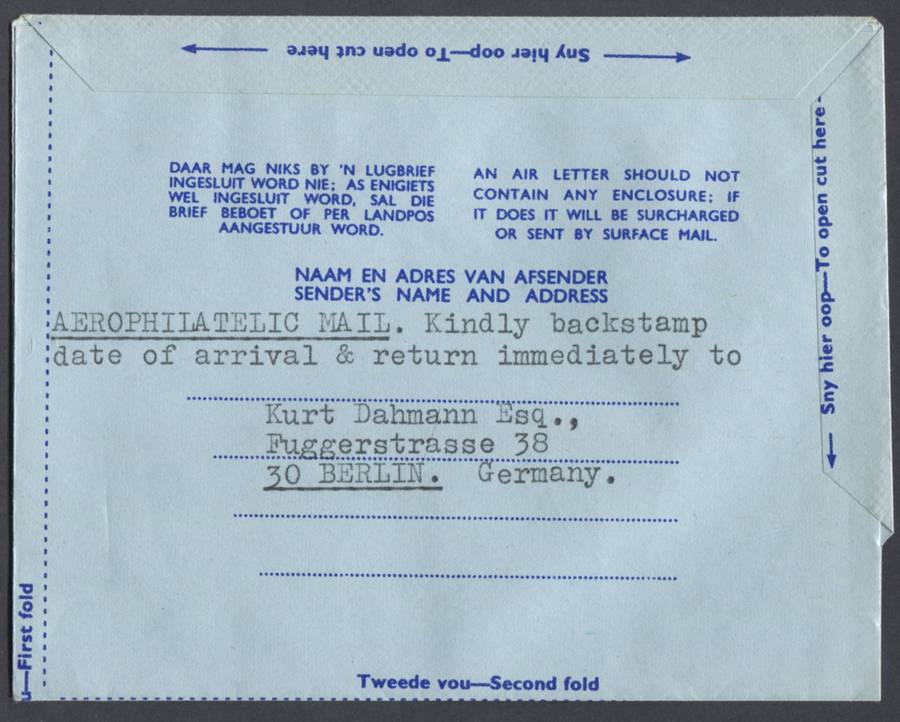 Sny hier oop—To open cut here
DAAR MAG NIKS BY 'N LUGBRIEF
INGESLUIT WORD NIE; AS ENIGIETS
WEL INGESLUIT WORD, SAL DIE
BRIEF BEBOET OF PER LANDPOS
AANGESTUUR WORD.
AN AIR LETTER SHOULD NOT
CONTAIN ANY ENCLOSURE; IF
IT DOES IT WILL BE SURCHARGED
OR SENT BY SURFACE MAIL.
NAAM EN ADRES VAN AFSENDER
SENDER'S NAME AND ADDRESS
AEROPHILATELIC MAIL. Kindly backstamp
date of arrival & return immediately to
Kurt Dahmann Esq.,
Fuggerstrasse 38
30 BERLIN. Germany.
Sny hier oop—To open cut here
u—First fold
Tweede vou—Second fold